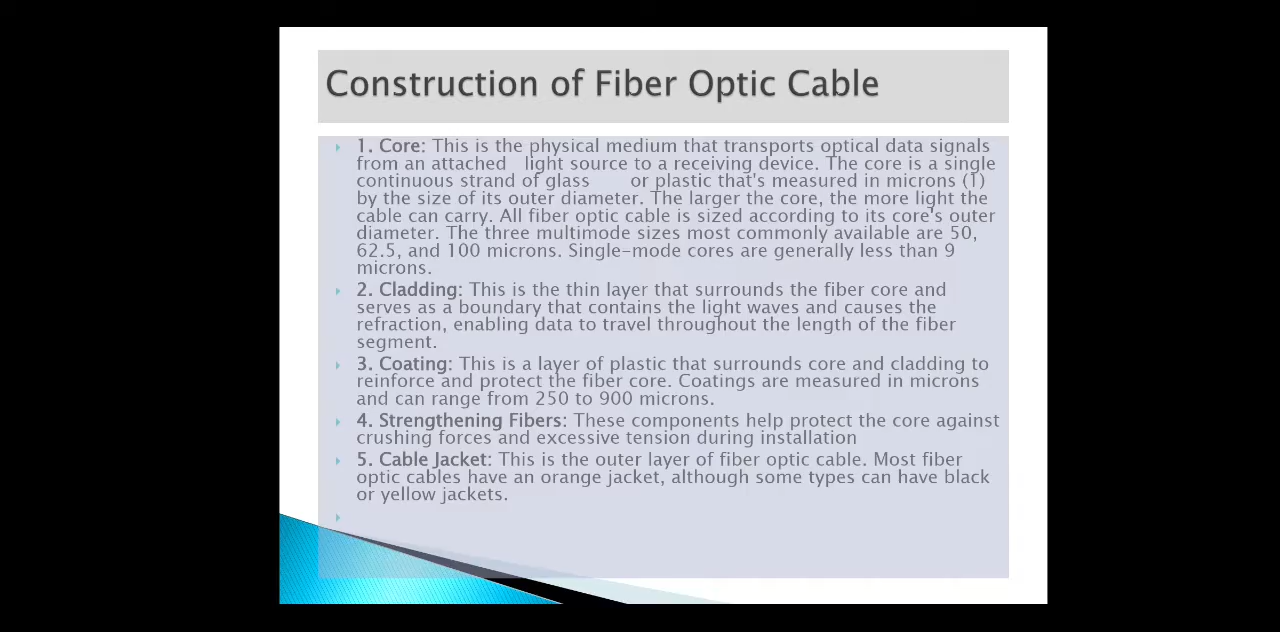 Construction of Fiber Optic Cable
1. Core: This is the physical medium that transports optical data signals
from an attached light source to a receiving device. The core is a single
continuous strand of glass or plastic that's measured in microns (1)
by the size of its outer diameter. The larger the core, the more light the
cable can carry. All fiber optic cable is sized according to its core's outer
diameter. The three multimode sizes most commonly available are 50,
62.5, and 100 microns. Single-mode cores are generally less than 9
microns.
2. Cladding: This is the thin layer that surrounds the fiber core and
serves as a boundary that contains the light waves and causes the
refraction, enabling data to travel throughout the length of the fiber
segment.
3. Coating: This is a layer of plastic that surrounds core and cladding to
reinforce and protect the fiber core. Coatings are measured in microns
and can range from 250 to 900 microns.
4. Strengthening Fibers: These components help protect the core against
crushing forces and excessive tension during installation
5. Cable Jacket: This is the outer layer of fiber optic cable. Most fiber
optic cables have an orange jacket, although some types can have black
or yellow jackets.